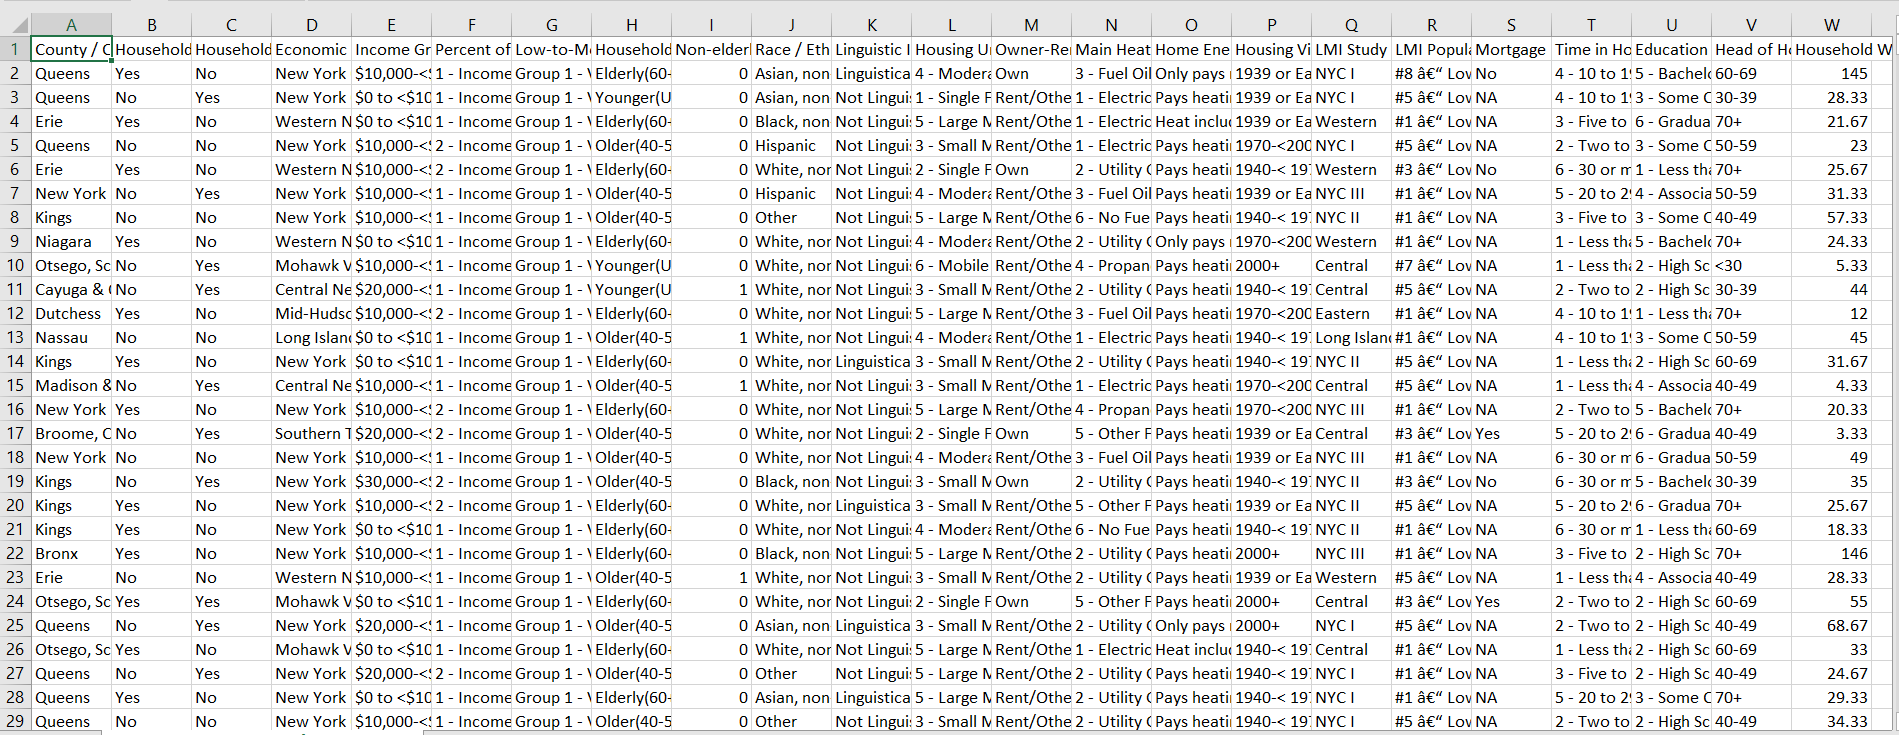 A B C D E F G H I J K L M N O P Q R S T U V W
1 County / C Household Household Economic Income Gr Percent of Low-to-Mo Household Non-elderl Race / Eth Linguistic I Housing Ur Owner-Rer Main Heat Home Ene Housing Vi LMI Study LMI Popula Mortgage Time in Ho Education Head of Ho Household W
2 Queens Yes No New York $10,000-<$ 1 - Income Group 1 - V Elderly(60- 0 Asian, non Linguistica 4 - Modera Own 3 - Fuel Oil Only pays 1939 or Ea NYC I #8 â€“ Lov No 4 - 10 to 19 5 - Bachelo 60-69 145
3 Queens No Yes New York $0 to <$10 1 - Income Group 1 - V Younger(U 0 Asian, non Not Linguis 1 - Single F Rent/Othe 1 - Electric Pays heati 1939 or Ea NYC I #5 â€“ Lov NA 4 - 10 to 19 3 - Some C 30-39 28.33
4 Erie Yes No Western N $0 to <$10 1 - Income Group 1 - V Elderly(60- 0 Black, non Not Linguis 5 - Large M Rent/Othe 1 - Electric Heat inclu 1939 or Ea Western #1 â€“ Lov NA 3 - Five to 6 - Gradua 70+ 21.67
5 Queens No No New York $10,000-<$ 2 - Income Group 1 - V Older(40-5 0 Hispanic Not Linguis 3 - Small M Rent/Othe 1 - Electric Pays heati 1970-<200 NYC I #5 â€“ Lov NA 2 - Two to 3 - Some C 50-59 23
6 Erie Yes No Western N $10,000-<$ 2 - Income Group 1 - V Elderly(60- 0 White, nor Not Linguis 2 - Single F Own 2 - Utility G Pays heati 1940-< 197 Western #3 â€“ Lov No 6 - 30 or m 1 - Less tha 70+ 25.67
7 New York No Yes New York $10,000-<$ 1 - Income Group 1 - V Older(40-5 0 Hispanic Not Linguis 4 - Modera Rent/Othe 3 - Fuel Oil Pays heati 1939 or Ea NYC III #1 â€“ Lov NA 5 - 20 to 29 4 - Associa 50-59 31.33
8 Kings No No New York $10,000-<$ 1 - Income Group 1 - V Older(40-5 0 Other Not Linguis 5 - Large M Rent/Othe 6 - No Fue Pays heati 1940-< 197 NYC II #1 â€“ Lov NA 3 - Five to 3 - Some C 40-49 57.33
9 Niagara Yes No Western N $0 to <$10 1 - Income Group 1 - V Elderly(60- 0 White, nor Not Linguis 4 - Modera Rent/Othe 2 - Utility G Only pays 1970-<200 Western #1 â€“ Lov NA 1 - Less tha 5 - Bachelo 70+ 24.33
10 Otsego, Sc No Yes Mohawk V $10,000-<$ 1 - Income Group 1 - V Younger(U 0 White, nor Not Linguis 6 - Mobile Rent/Othe 4 - Propan Pays heati 2000+ Central #7 â€“ Lov NA 1 - Less tha 2 - High Sc <30 5.33
11 Cayuga & No Yes Central Ne $20,000-<$ 1 - Income Group 1 - V Younger(U 1 White, nor Not Linguis 3 - Small M Rent/Othe 2 - Utility G Pays heati 1940-< 197 Central #5 â€“ Lov NA 2 - Two to 2 - High Sc 30-39 44
12 Dutchess Yes No Mid-Hudsc $10,000-<$ 2 - Income Group 1 - V Elderly(60- 0 White, nor Not Linguis 5 - Large M Rent/Othe 3 - Fuel Oil Pays heati 1970-<200 Eastern #1 â€“ Lov NA 4 - 10 to 19 1 - Less tha 70+ 12
13 Nassau No No Long Islan $0 to <$10 1 - Income Group 1 - V Older(40-5 1 White, nor Not Linguis 4 - Modera Rent/Othe 1 - Electric Pays heati 1940-< 197 Long Islan #1 â€“ Lov NA 4 - 10 to 19 3 - Some C 50-59 45
14 Kings Yes No New York $0 to <$10 1 - Income Group 1 - V Elderly(60- 0 White, nor Linguistica 3 - Small M Rent/Othe 2 - Utility G Pays heati 1940-< 197 NYC II #5 â€“ Lov NA 1 - Less tha 2 - High Sc 60-69 31.67
15 Madison & No Yes Central Ne $10,000-<$ 1 - Income Group 1 - V Older(40-5 1 White, nor Not Linguis 3 - Small M Rent/Othe 1 - Electric Pays heati 1970-<200 Central #5 â€“ Lov NA 1 - Less tha 4 - Associa 40-49 4.33
16 New York Yes No New York $10,000-<$ 2 - Income Group 1 - V Elderly(60- 0 White, nor Not Linguis 5 - Large M Rent/Othe 4 - Propan Pays heati 1970-<200 NYC III #1 â€“ Lov NA 2 - Two to 5 - Bachelo 70+ 20.33
17 Broome, C No Yes Southern T $20,000-<$ 2 - Income Group 1 - V Older(40-5 0 White, nor Not Linguis 2 - Single F Own 5 - Other F Pays heati 1939 or Ea Central #3 â€“ Lov Yes 5 - 20 to 29 6 - Gradua 40-49 3.33
18 New York No No New York $10,000-<$ 1 - Income Group 1 - V Older(40-5 0 White, nor Not Linguis 4 - Modera Rent/Othe 3 - Fuel Oil Pays heati 1939 or Ea NYC III #1 â€“ Lov NA 6 - 30 or m 6 - Gradua 50-59 49
19 Kings No Yes New York $30,000-<$ 2 - Income Group 1 - V Older(40-5 0 Black, non Not Linguis 3 - Small M Own 2 - Utility G Pays heati 1940-< 197 NYC II #3 â€“ Lov No 6 - 30 or m 5 - Bachelo 30-39 35
20 Kings Yes No New York $10,000-<$ 2 - Income Group 1 - V Elderly(60- 0 White, nor Linguistica 3 - Small M Rent/Othe 5 - Other F Pays heati 1939 or Ea NYC II #5 â€“ Lov NA 5 - 20 to 29 6 - Gradua 70+ 25.67
21 Kings Yes No New York $0 to <$10 1 - Income Group 1 - V Elderly(60- 0 White, nor Not Linguis 4 - Modera Rent/Othe 6 - No Fue Pays heati 1940-< 197 NYC II #1 â€“ Lov NA 6 - 30 or m 1 - Less tha 60-69 18.33
22 Bronx Yes No New York $10,000-<$ 1 - Income Group 1 - V Elderly(60- 0 Black, non Not Linguis 5 - Large M Rent/Othe 2 - Utility G Pays heati 2000+ NYC III #1 â€“ Lov NA 3 - Five to 2 - High Sc 70+ 146
23 Erie No No Western N $10,000-<$ 1 - Income Group 1 - V Older(40-5 1 White, nor Not Linguis 3 - Small M Rent/Othe 2 - Utility G Pays heati 1939 or Ea Western #5 â€“ Lov NA 1 - Less tha 4 - Associa 40-49 28.33
24 Otsego, Sc Yes Yes Mohawk V $0 to <$10 1 - Income Group 1 - V Elderly(60- 0 White, nor Not Linguis 2 - Single F Own 5 - Other F Pays heati 2000+ Central #3 â€“ Lov Yes 2 - Two to 2 - High Sc 60-69 55
25 Queens No Yes New York $20,000-<$ 1 - Income Group 1 - V Older(40-5 0 Asian, non Linguistica 3 - Small M Rent/Othe 2 - Utility G Only pays 2000+ NYC I #5 â€“ Lov NA 2 - Two to 2 - High Sc 40-49 68.67
26 Otsego, Sc Yes No Mohawk V $0 to <$10 1 - Income Group 1 - V Elderly(60- 0 White, nor Not Linguis 5 - Large M Rent/Othe 1 - Electric Heat inclu 1940-< 197 Central #1 â€“ Lov NA 1 - Less tha 2 - High Sc 60-69 33
27 Queens No Yes New York $20,000-<$ 2 - Income Group 1 - V Older(40-5 0 Other Not Linguis 5 - Large M Rent/Othe 2 - Utility G Pays heati 1940-< 197 NYC I #1 â€“ Lov NA 3 - Five to 2 - High Sc 40-49 24.67
28 Queens Yes No New York $0 to <$10 1 - Income Group 1 - V Elderly(60- 0 Asian, non Linguistica 5 - Large M Rent/Othe 2 - Utility G Pays heati 1940-< 197 NYC I #1 â€“ Lov NA 5 - 20 to 29 3 - Some C 70+ 29.33
29 Queens No No New York $10,000-<$ 1 - Income Group 1 - V Older(40-5 0 Other Not Linguis 3 - Small M Rent/Othe 2 - Utility G Pays heati 1940-< 197 NYC I #5 â€“ Lov NA 2 - Two to 2 - High Sc 40-49 34.33